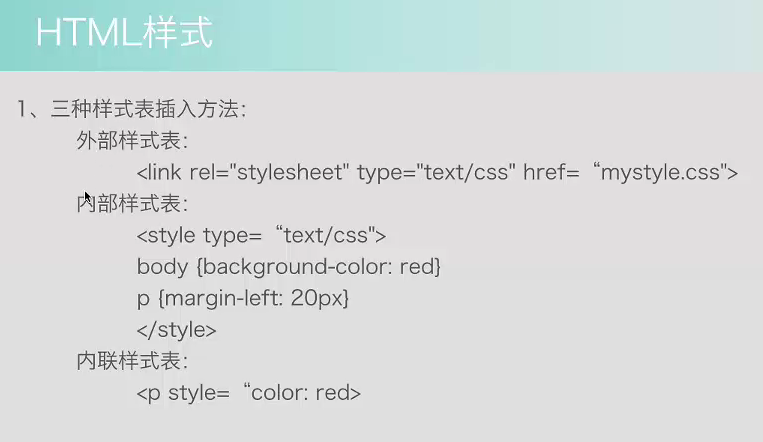 HTML样式
1、三种样式表插入方法：
外部样式表：
<link rel="stylesheet" type="text/css" href=“mystyle.css">
内部样式表：
<style type=“text/css">
body {background-color: red}
p {margin-left: 20px}
</style>
内联样式表：
<p style=“color: red>